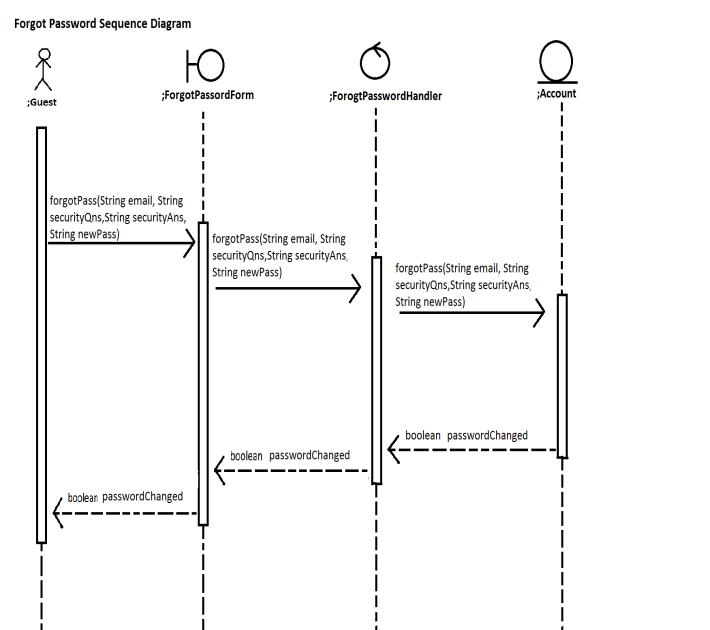 Forgot Password Sequence Diagram
;Guest
;ForgotPassordForm
;ForogtPasswordHandler
;Account
forgotPass(String email, String
securityQns,String securityAns,
String newPass)
forgotPass(String email, String
securityQns,String securityAns,
String newPass)
forgotPass(String email, String
securityQns,String securityAns,
String newPass)
boolean passwordChanged
boolean passwordChanged
boolean passwordChanged